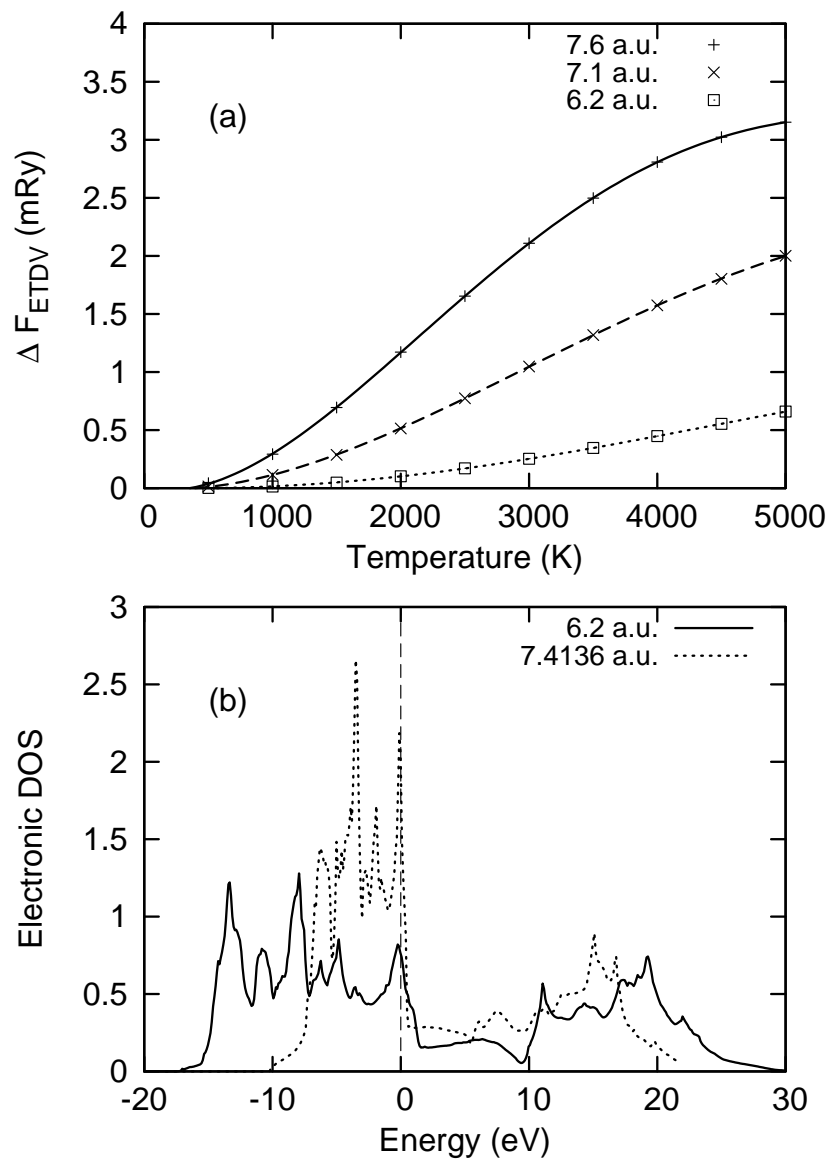 4
3.5
3
2.5
2
1.5
1
0.5
0
Δ F_ETDV (mRy)
(a)
7.6 a.u.
7.1 a.u.
6.2 a.u.
0 1000 2000 3000 4000 5000
Temperature (K)
3
2.5
2
1.5
1
0.5
0
Electronic DOS
(b)
6.2 a.u.
7.4136 a.u.
-20 -10 0 10 20 30
Energy (eV)